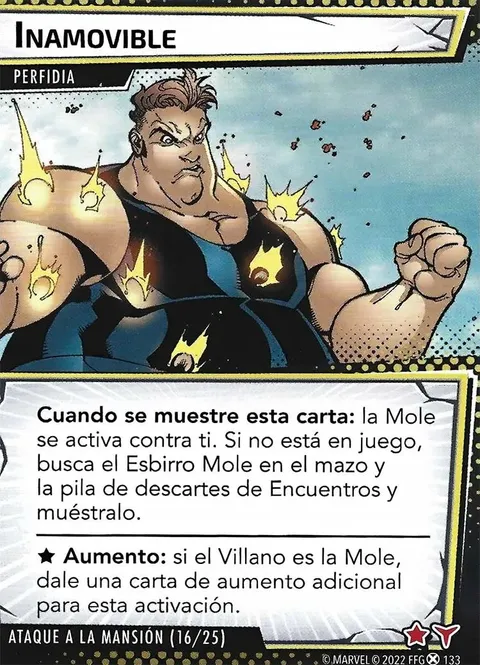 INAMOVIBLE
PERFIDIA
Cuando se muestre esta carta: la Mole
se activa contra ti. Si no está en juego,
busca el Esbirro Mole en el mazo y
la pila de descartes de Encuentros y
muéstralo.
★ Aumento: si el Villano es la Mole,
dale una carta de aumento adicional
para esta activación.
ATAQUE A LA MANSIÓN (16/25)
© MARVEL © 2022 FFG 133